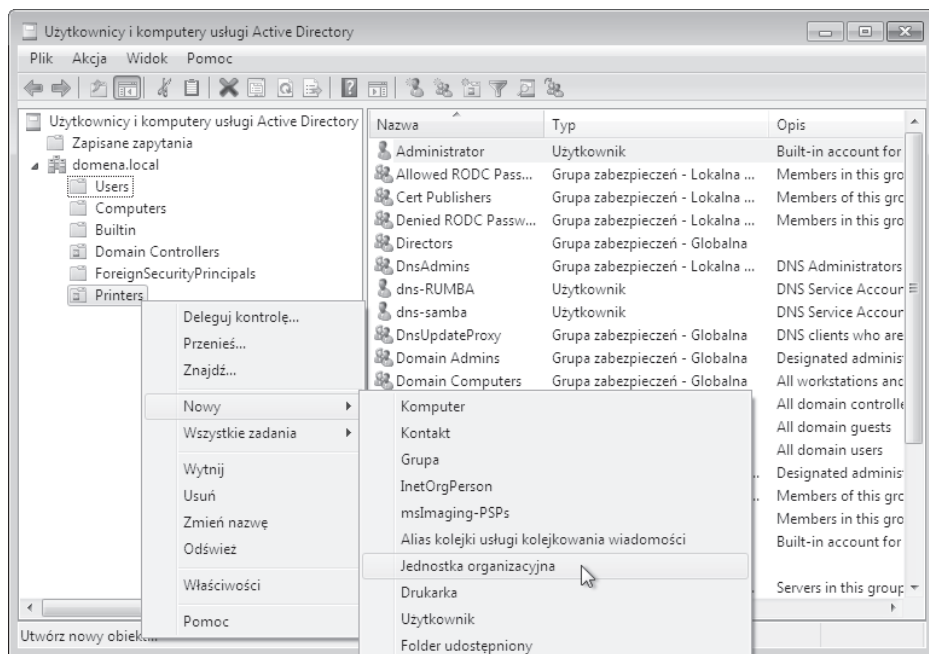 Użytkownicy i komputery usługi Active Directory
Plik Akcja Widok Pomoc
Użytkownicy i komputery usługi Active Directory
Zapisane zapytania
domena.local
Users
Computers
Builtin
Domain Controllers
ForeignSecurityPrincipals
Printers
Nazwa Typ Opis
Administrator Użytkownik Built-in account for
Allowed RODC Pass... Grupa zabezpieczeń - Lokalna ... Members in this gro
Cert Publishers Grupa zabezpieczeń - Lokalna ... Members of this grc
Denied RODC Passw... Grupa zabezpieczeń - Lokalna ... Members in this gro
Directors Grupa zabezpieczeń - Globalna
DnsAdmins Grupa zabezpieczeń - Lokalna ... DNS Administrators
dns-RUMBA Użytkownik DNS Service Accour
dns-samba Użytkownik DNS Service Accour
DnsUpdateProxy Grupa zabezpieczeń - Globalna DNS clients who are
Domain Admins Grupa zabezpieczeń - Globalna Designated adminis
Domain Computers Grupa zabezpieczeń - Globalna All workstations anc
All domain controlle
All domain guests
All domain users
Designated adminis
Members of this grc
Members in this gro
Built-in account for
Servers in this group
Deleguj kontrolę...
Przenieś...
Znajdź...
Nowy
Wszystkie zadania
Wytnij
Usuń
Zmień nazwę
Odśwież
Właściwości
Pomoc
Komputer
Kontakt
Grupa
InetOrgPerson
msImaging-PSPs
Alias kolejki usługi kolejkowania wiadomości
Jednostka organizacyjna
Drukarka
Użytkownik
Folder udostępniony
Utwórz nowy obiek...